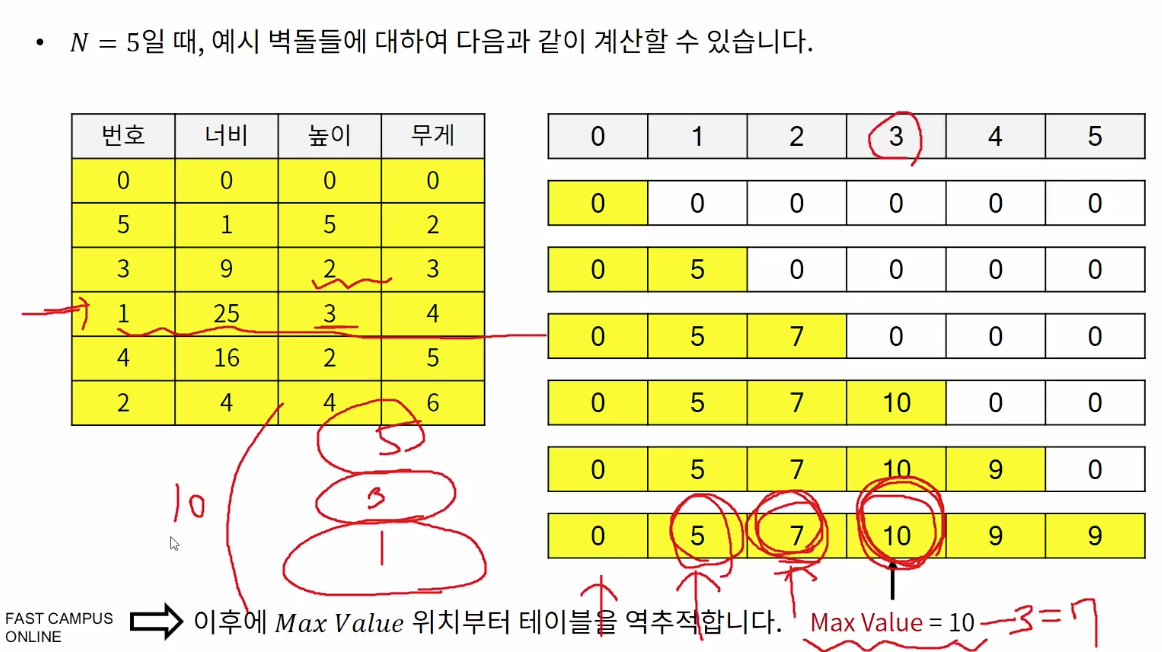 • N = 5일 때, 예시 벽돌들에 대하여 다음과 같이 계산할 수 있습니다.
번호 너비 높이 무게
0 0 0 0
5 1 5 2
3 9 2 3
1 25 3 4
4 16 2 5
2 4 4 6
0 1 2 3 4 5
0 0 0 0 0 0
0 5 0 0 0 0
0 5 7 0 0 0
0 5 7 10 0 0
0 5 7 10 9 0
0 5 7 10 9 9
5
3
1
10
이후에 Max Value 위치부터 테이블을 역추적합니다.
Max Value = 10 -3=7
FAST CAMPUS
ONLINE